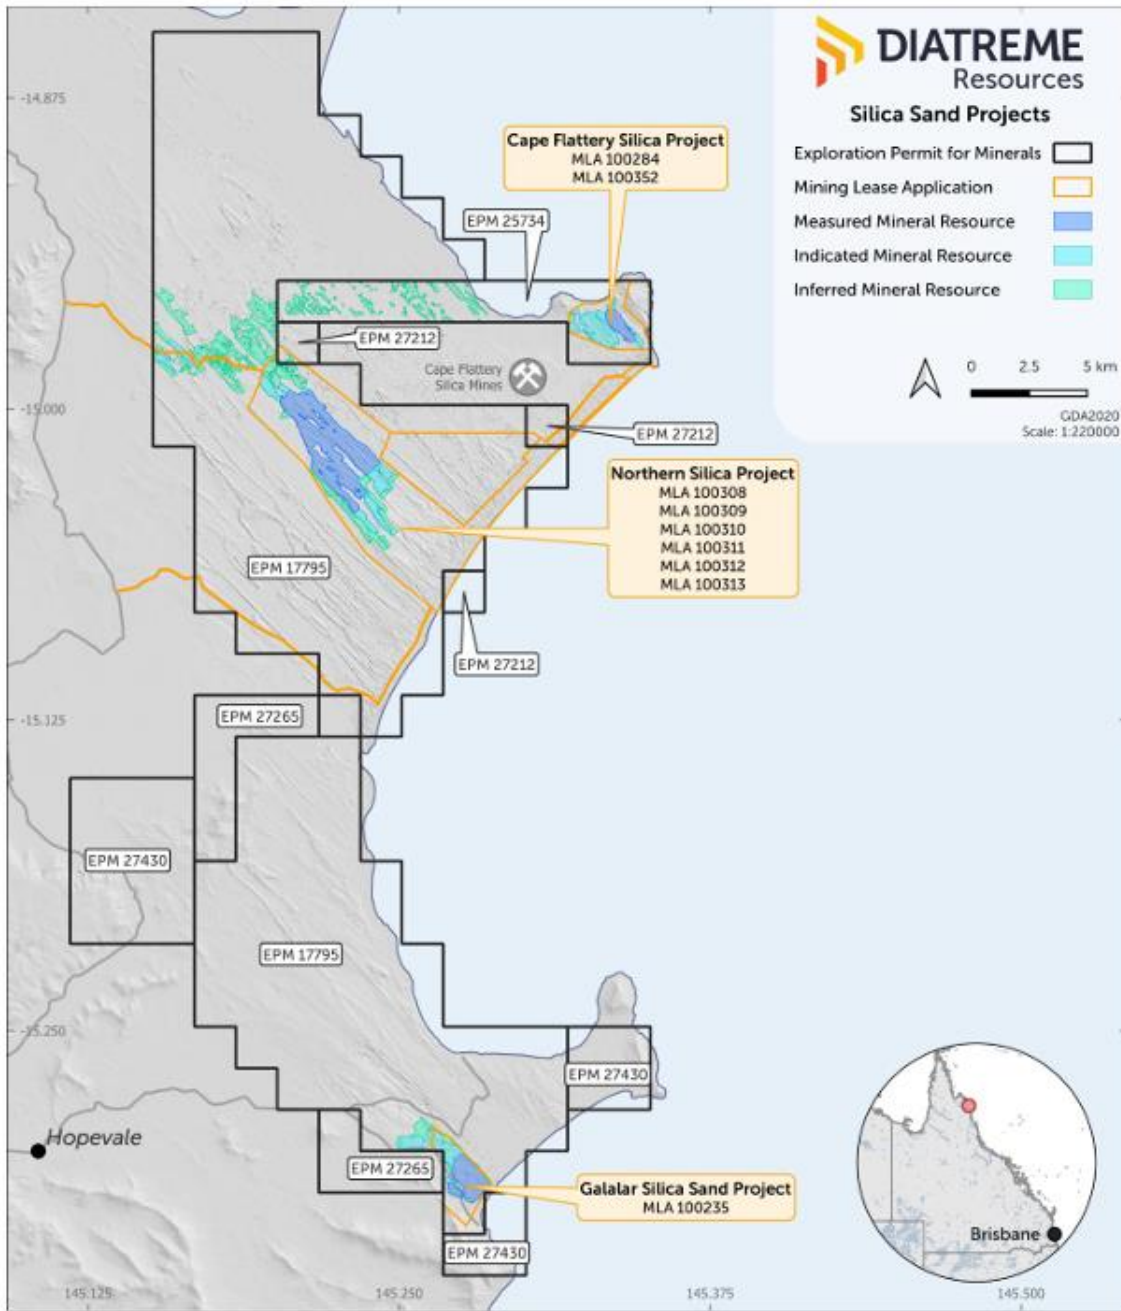 DIATREME
Resources
Silica Sand Projects
Exploration Permit for Minerals
Mining Lease Application
Measured Mineral Resource
Indicated Mineral Resource
Inferred Mineral Resource
0 2.5 5 km
GDA2020
Scale: 1:220000
-14.875
Cape Flattery Silica Project
MLA 100284
MLA 100352
EPM 25734
EPM 27212
Cape Flattery
Silica Mines
-15.000
EPM 27212
Northern Silica Project
MLA 100308
MLA 100309
MLA 100310
MLA 100311
MLA 100312
MLA 100313
EPM 17795
EPM 27212
EPM 27265
-15.125
EPM 27430
EPM 17795
-15.250
EPM 27430
Hopevale
EPM 27265
Galalar Silica Sand Project
MLA 100235
EPM 27430
Brisbane
145.125
145.250
145.375
145.500